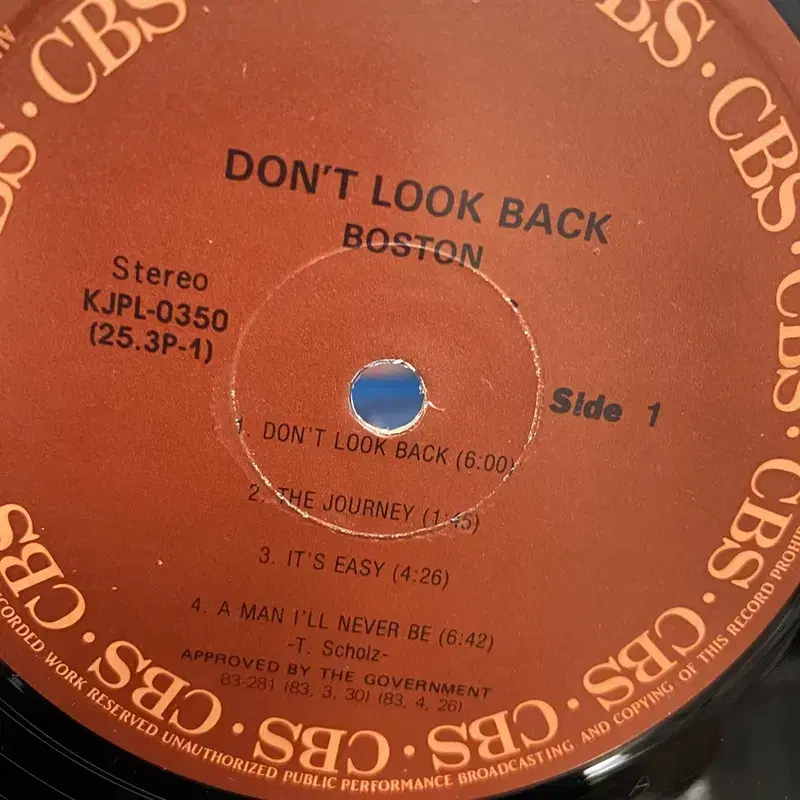 DON'T LOOK BACK
BOSTON
Stereo
KJPL-0350
(25.3P-1)
Side 1
1. DON'T LOOK BACK (6:00)
2. THE JOURNEY (1:45)
3. IT'S EASY (4:26)
4. A MAN I'LL NEVER BE (6:42)
-T. Scholz-
APPROVED BY THE GOVERNMENT
83-281 (83, 3, 30) (83, 4, 26)
CBS · CBS · CBS · CBS · CBS · CBS · CBS · CBS · CBS · CBS
WORK RESERVED UNAUTHORIZED PUBLIC PERFORMANCE BROADCASTING AND COPYING OF THIS RECORD